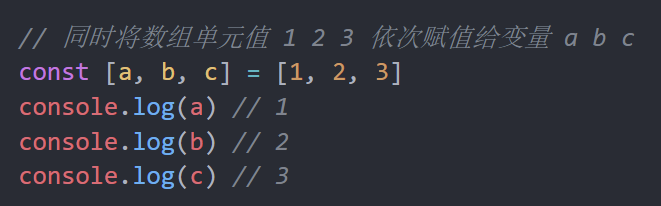 // 同时将数组单元值 1 2 3 依次赋值给变量 a b c
const [a, b, c] = [1, 2, 3]
console.log(a) // 1
console.log(b) // 2
console.log(c) // 3